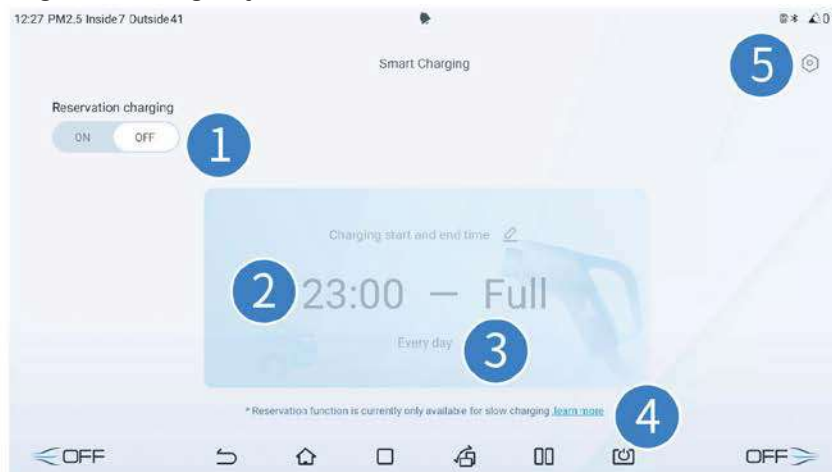 12:27 PM2.5 Inside7 Outside41
0
Smart Charging
5
Reservation charging
ON OFF
1
Charging start and end time
2 23:00 — Full
Every day 3
* Reservation function is currently only available for slow charging ,learn more 4
OFF OFF